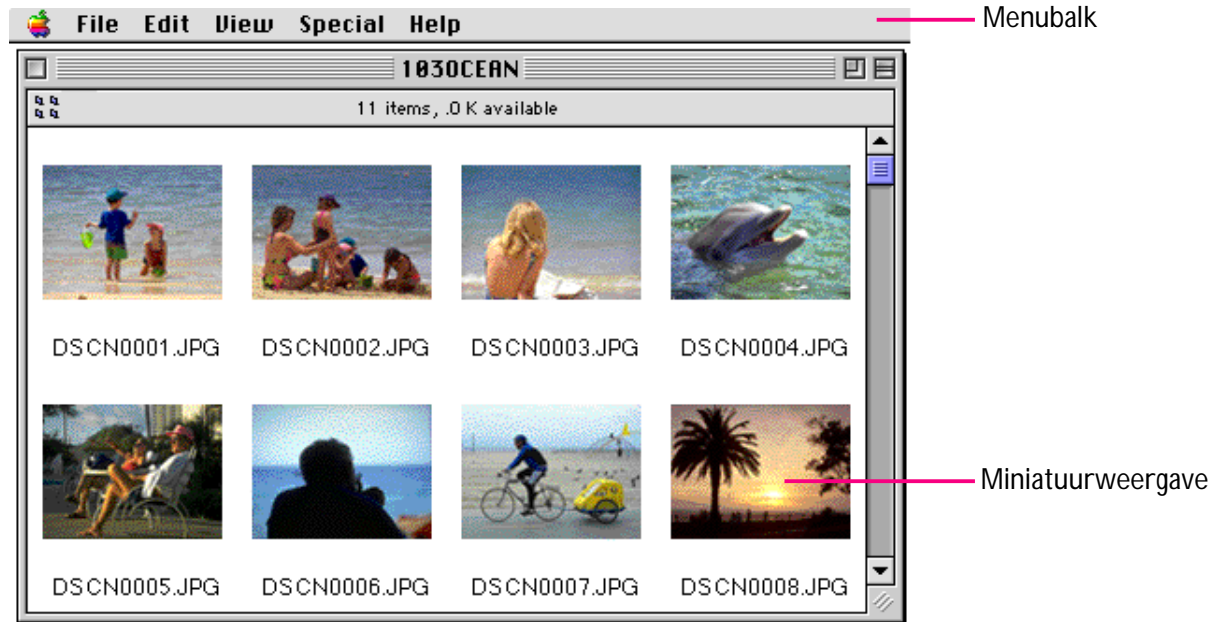 File Edit View Special Help
Menubalk
103OCEAN
11 items, .0 K available
DSCN0001.JPG DSCN0002.JPG DSCN0003.JPG DSCN0004.JPG
Miniatuurweergave
DSCN0005.JPG DSCN0006.JPG DSCN0007.JPG DSCN0008.JPG